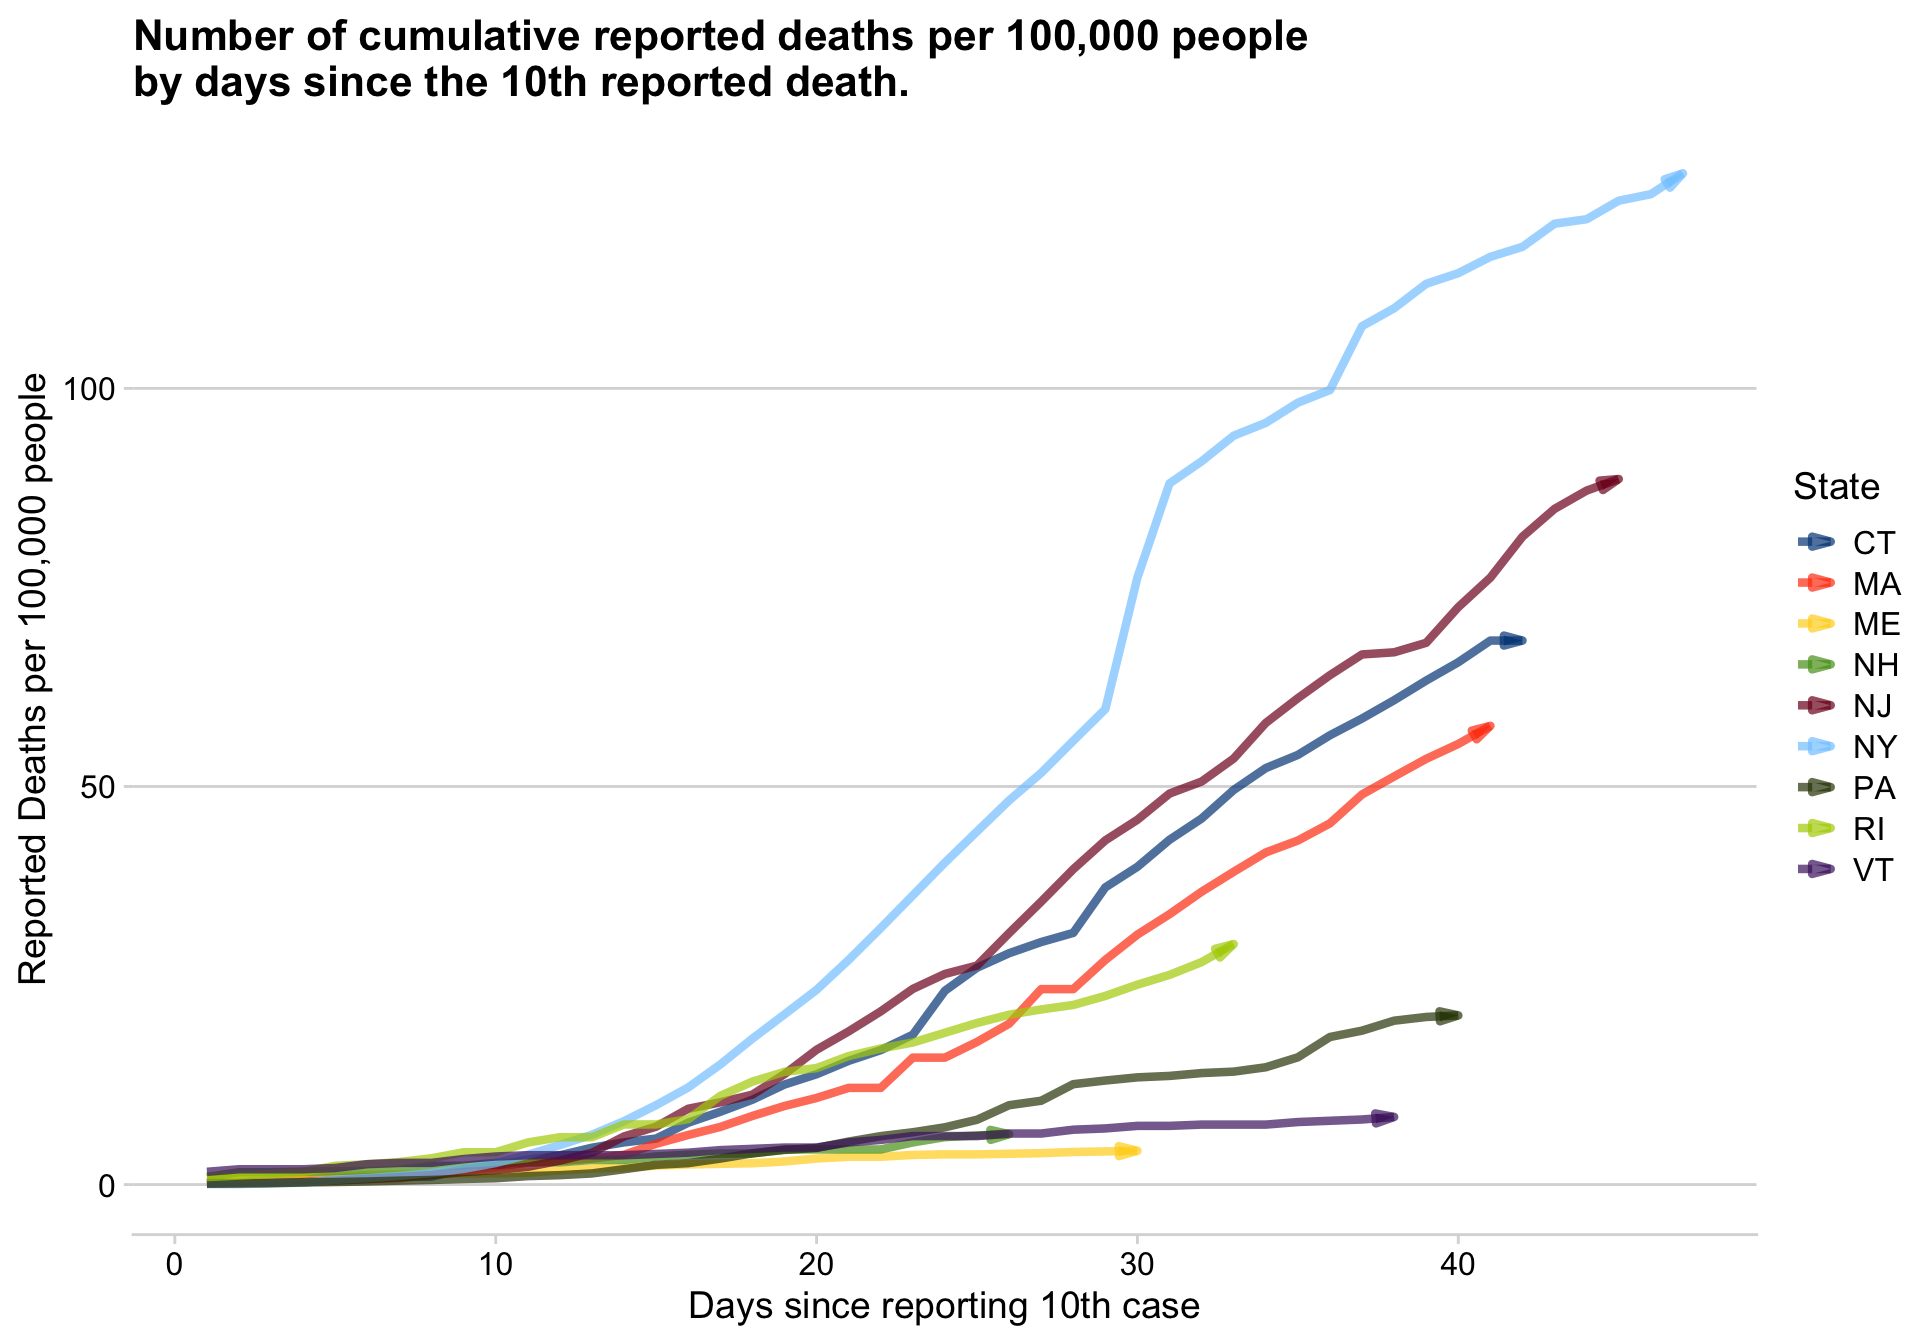 Number of cumulative reported deaths per 100,000 people
by days since the 10th reported death.
Reported Deaths per 100,000 people
100
50
0
0 10 20 30 40
Days since reporting 10th case
State
CT
MA
ME
NH
NJ
NY
PA
RI
VT